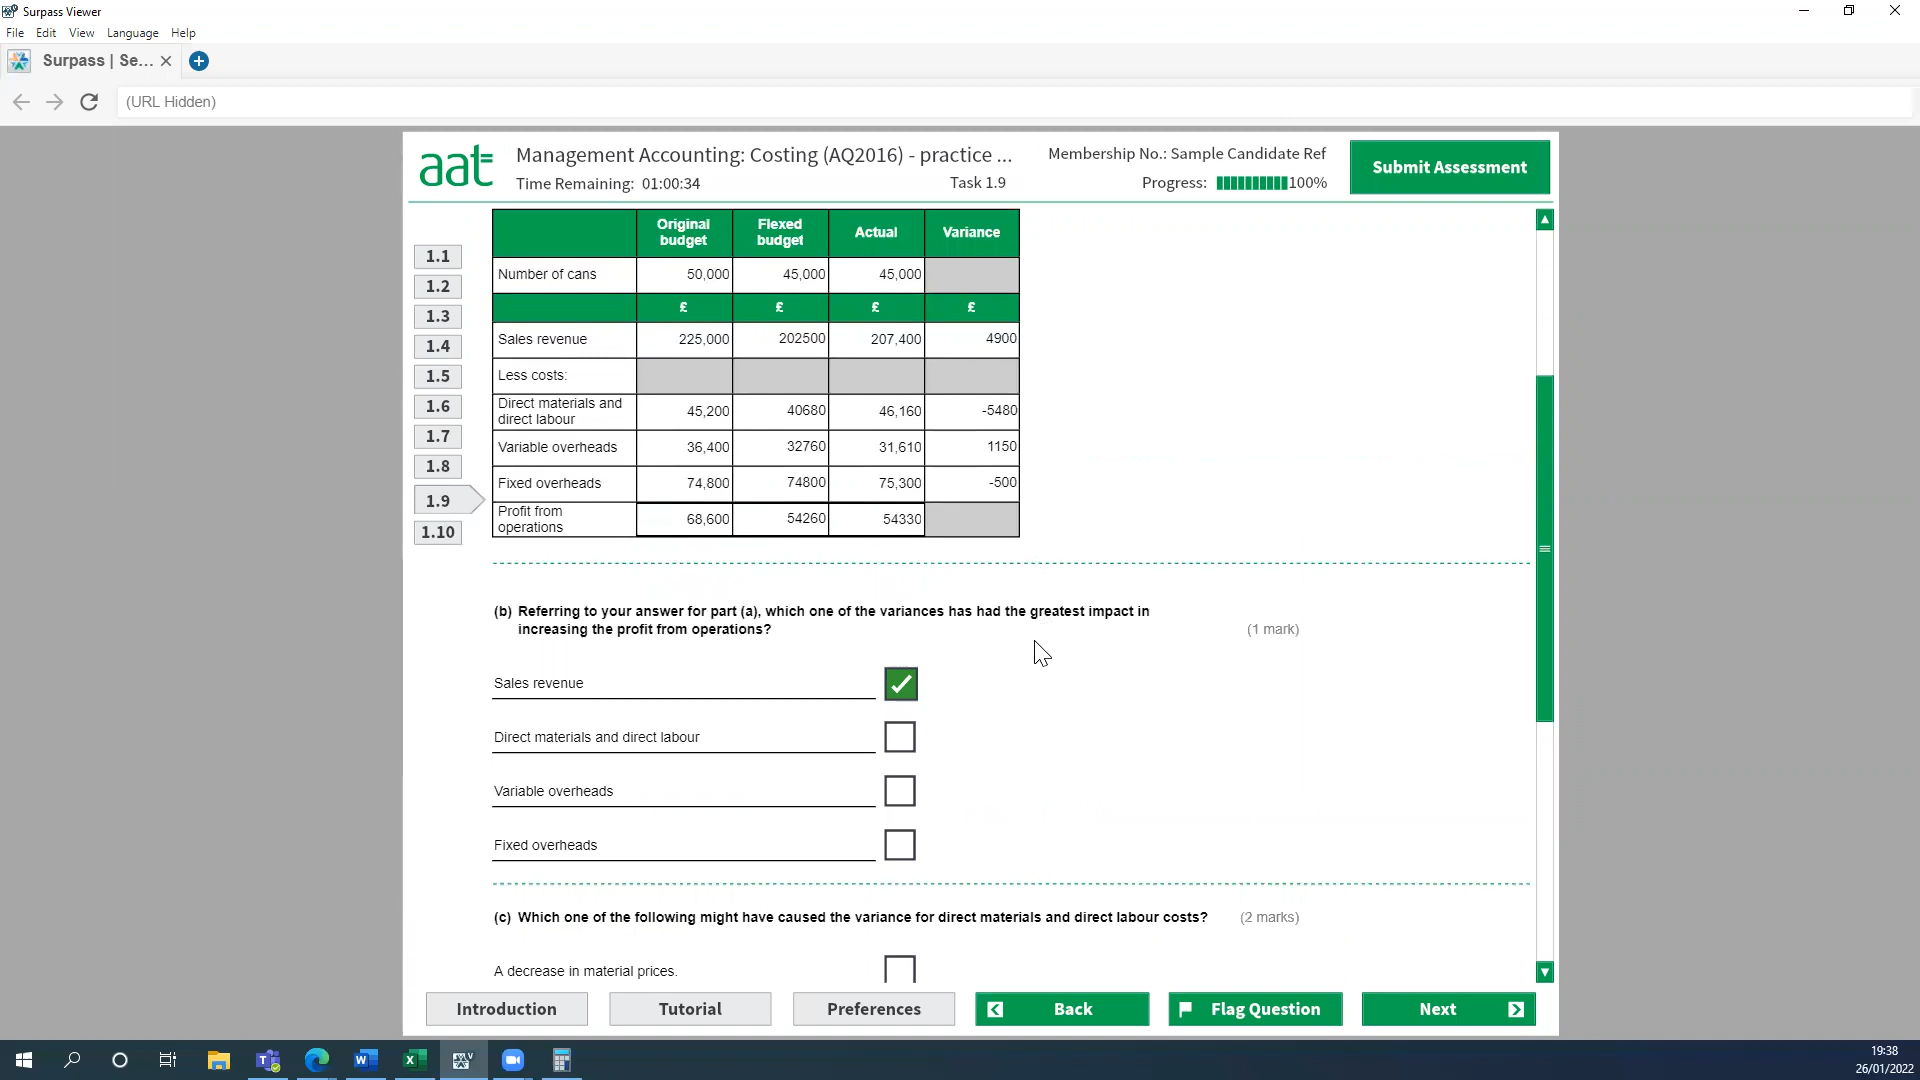 Surpass Viewer
File Edit View Language Help
Surpass | Se...
(URL Hidden)
aat
Management Accounting: Costing (AQ2016) - practice ...
Membership No.: Sample Candidate Ref
Submit Assessment
Time Remaining: 01:00:34
Task 1.9
Progress: 100%
1.1
1.2
1.3
1.4
1.5
1.6
1.7
1.8
1.9
1.10
Original budget Flexed budget Actual Variance
Number of cans 50,000 45,000 45,000
£ £ £ £
Sales revenue 225,000 202500 207,400 4900
Less costs:
Direct materials and direct labour 45,200 40680 46,160 -5480
Variable overheads 36,400 32760 31,610 1150
Fixed overheads 74,800 74800 75,300 -500
Profit from operations 68,600 54260 54330
(b) Referring to your answer for part (a), which one of the variances has had the greatest impact in
increasing the profit from operations? (1 mark)
Sales revenue
Direct materials and direct labour
Variable overheads
Fixed overheads
(c) Which one of the following might have caused the variance for direct materials and direct labour costs? (2 marks)
A decrease in material prices.
Introduction Tutorial Preferences Back Flag Question Next
19:38
26/01/2022